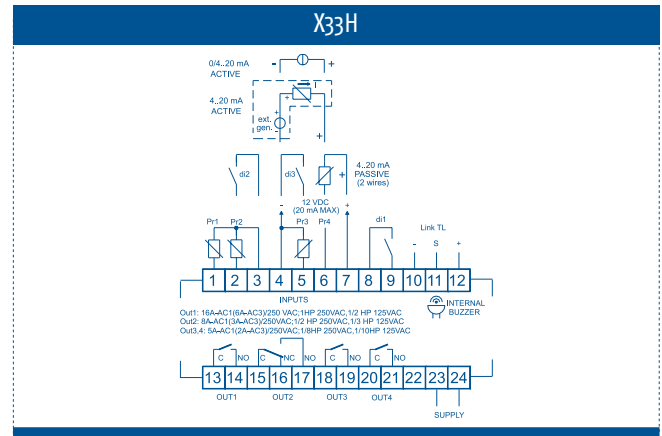 X33H
0/4..20 mA
ACTIVE
- +
I
4..20 mA
ACTIVE
+
+
ext.
gen.
-
+
di2
di3
+
4..20 mA
PASSIVE
(2 wires)
12 VDC
(20 mA MAX)
- +
Pr1 Pr2 Pr3 Pr4 di1
Link TL
- S +
1 2 3 4 5 6 7 8 9 10 11 12
INPUTS
INTERNAL
BUZZER
Out1: 16A-AC1(6A-AC3)/250 VAC;1HP 250VAC,1/2 HP 125VAC
Out2: 8A-AC1(3A-AC3)/250VAC;1/2 HP 250VAC,1/3 HP 125VAC
Out3,4: 5A-AC1(2A-AC3)/250VAC;1/8HP 250VAC,1/10HP 125VAC
C NO C NC NO C NO C NO
13 14 15 16 17 18 19 20 21 22 23 24
OUT1 OUT2 OUT3 OUT4
SUPPLY